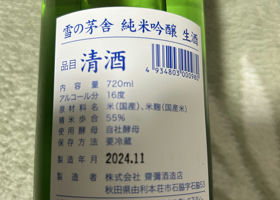 雪の茅舎 純米吟醸 生酒
品目 清酒
4 934803 000980
内容量 720ml
アルコール分 16度
原材料名 米(国産)、米麹(国産米)
精米歩合 55%
使用酵母 自社酵母
保存方法 要冷蔵
製造年月 2024.11
製造者 株式会社 齋彌酒造店
秋田県由利本荘市石脇字石脇53